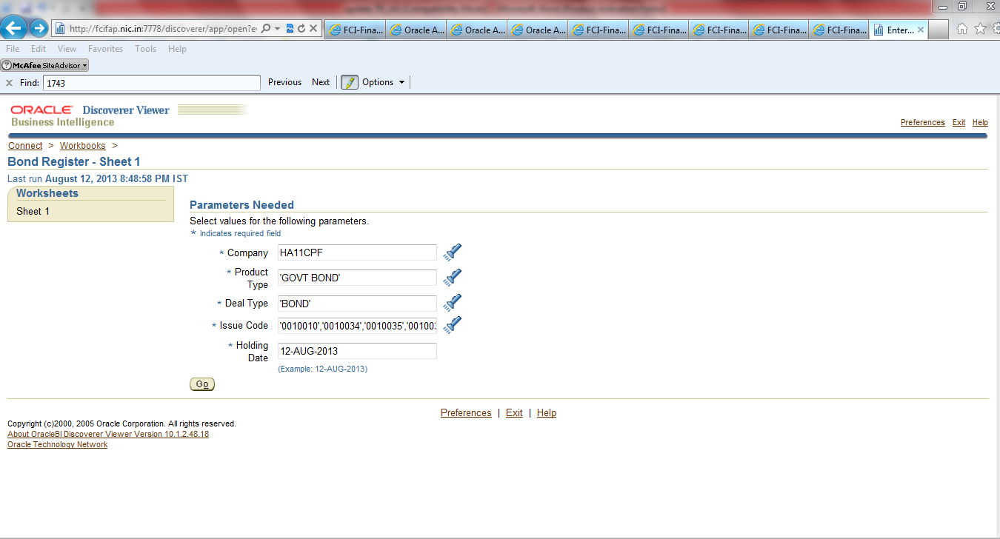 http://fcifap.nic.in:7778/discoverer/app/open?e
FCI-Fina... Oracle A... Oracle A... Oracle A... FCI-Fina... FCI-Fina... FCI-Fina... FCI-Fina... FCI-Fina... Enter...
File Edit View Favorites Tools Help
McAfee SiteAdvisor
Find: 1743 Previous Next Options
ORACLE Discoverer Viewer
Business Intelligence
Preferences Exit Help
Connect > Workbooks >
Bond Register - Sheet 1
Last run August 12, 2013 8:48:58 PM IST
Worksheets
Sheet 1
Parameters Needed
Select values for the following parameters.
* Indicates required field
* Company HA11CPF
* Product Type 'GOVT BOND'
* Deal Type 'BOND'
* Issue Code '0010010','0010034','0010035','00100
* Holding Date 12-AUG-2013
(Example: 12-AUG-2013)
Go
Preferences | Exit | Help
Copyright (c)2000, 2005 Oracle Corporation. All rights reserved.
About OracleBI Discoverer Viewer Version 10.1.2.48.18
Oracle Technology Network